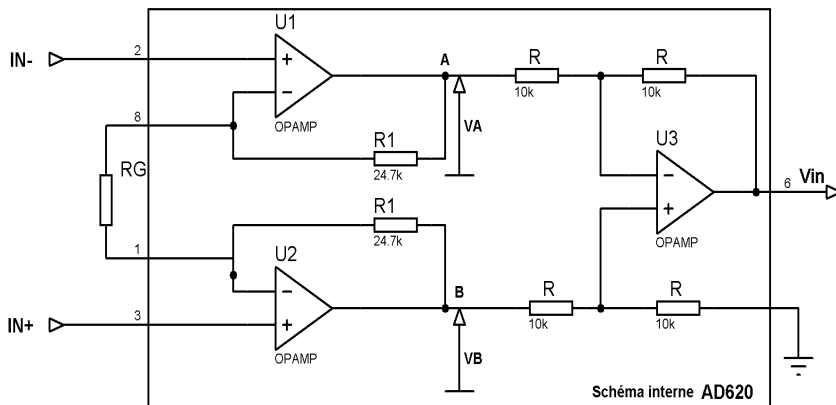 U1
IN-
2
+
−
OPAMP
A
VA
R
10k
R
10k
8
R1
24.7k
RG
U3
−
+
OPAMP
6
Vin
R1
24.7k
1
U2
−
+
OPAMP
IN+
3
B
VB
R
10k
R
10k
Schéma interne AD620